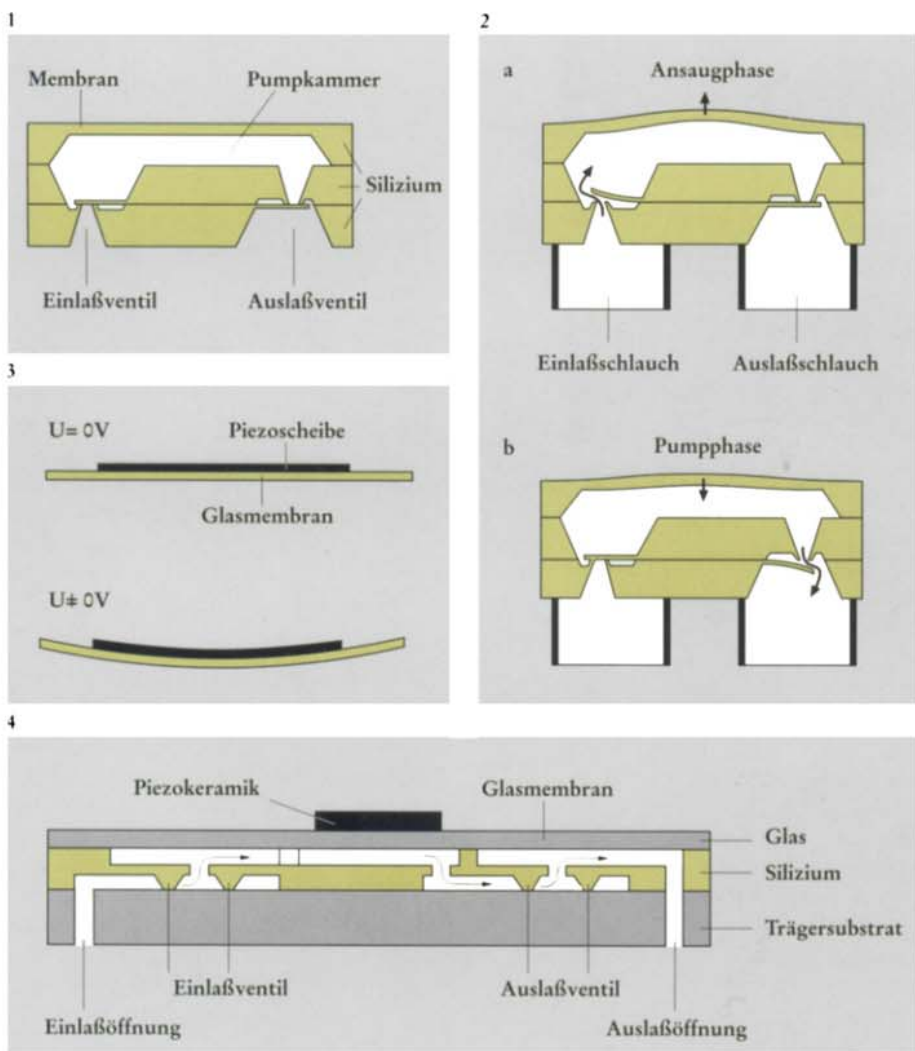 1
Membran
Pumpkammer
Silizium
Einlaßventil
Auslaßventil
2
a
Ansaugphase
Einlaßschlauch
Auslaßschlauch
b
Pumpphase
3
U= 0V
Piezoscheibe
Glasmembran
U≠ 0V
4
Piezokeramik
Glasmembran
Glas
Silizium
Trägersubstrat
Einlaßventil
Auslaßventil
Einlaßöffnung
Auslaßöffnung